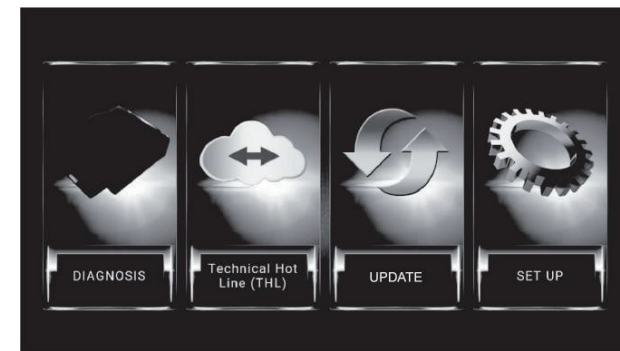 DIAGNOSIS
Technical Hot
Line (THL)
UPDATE
SET UP